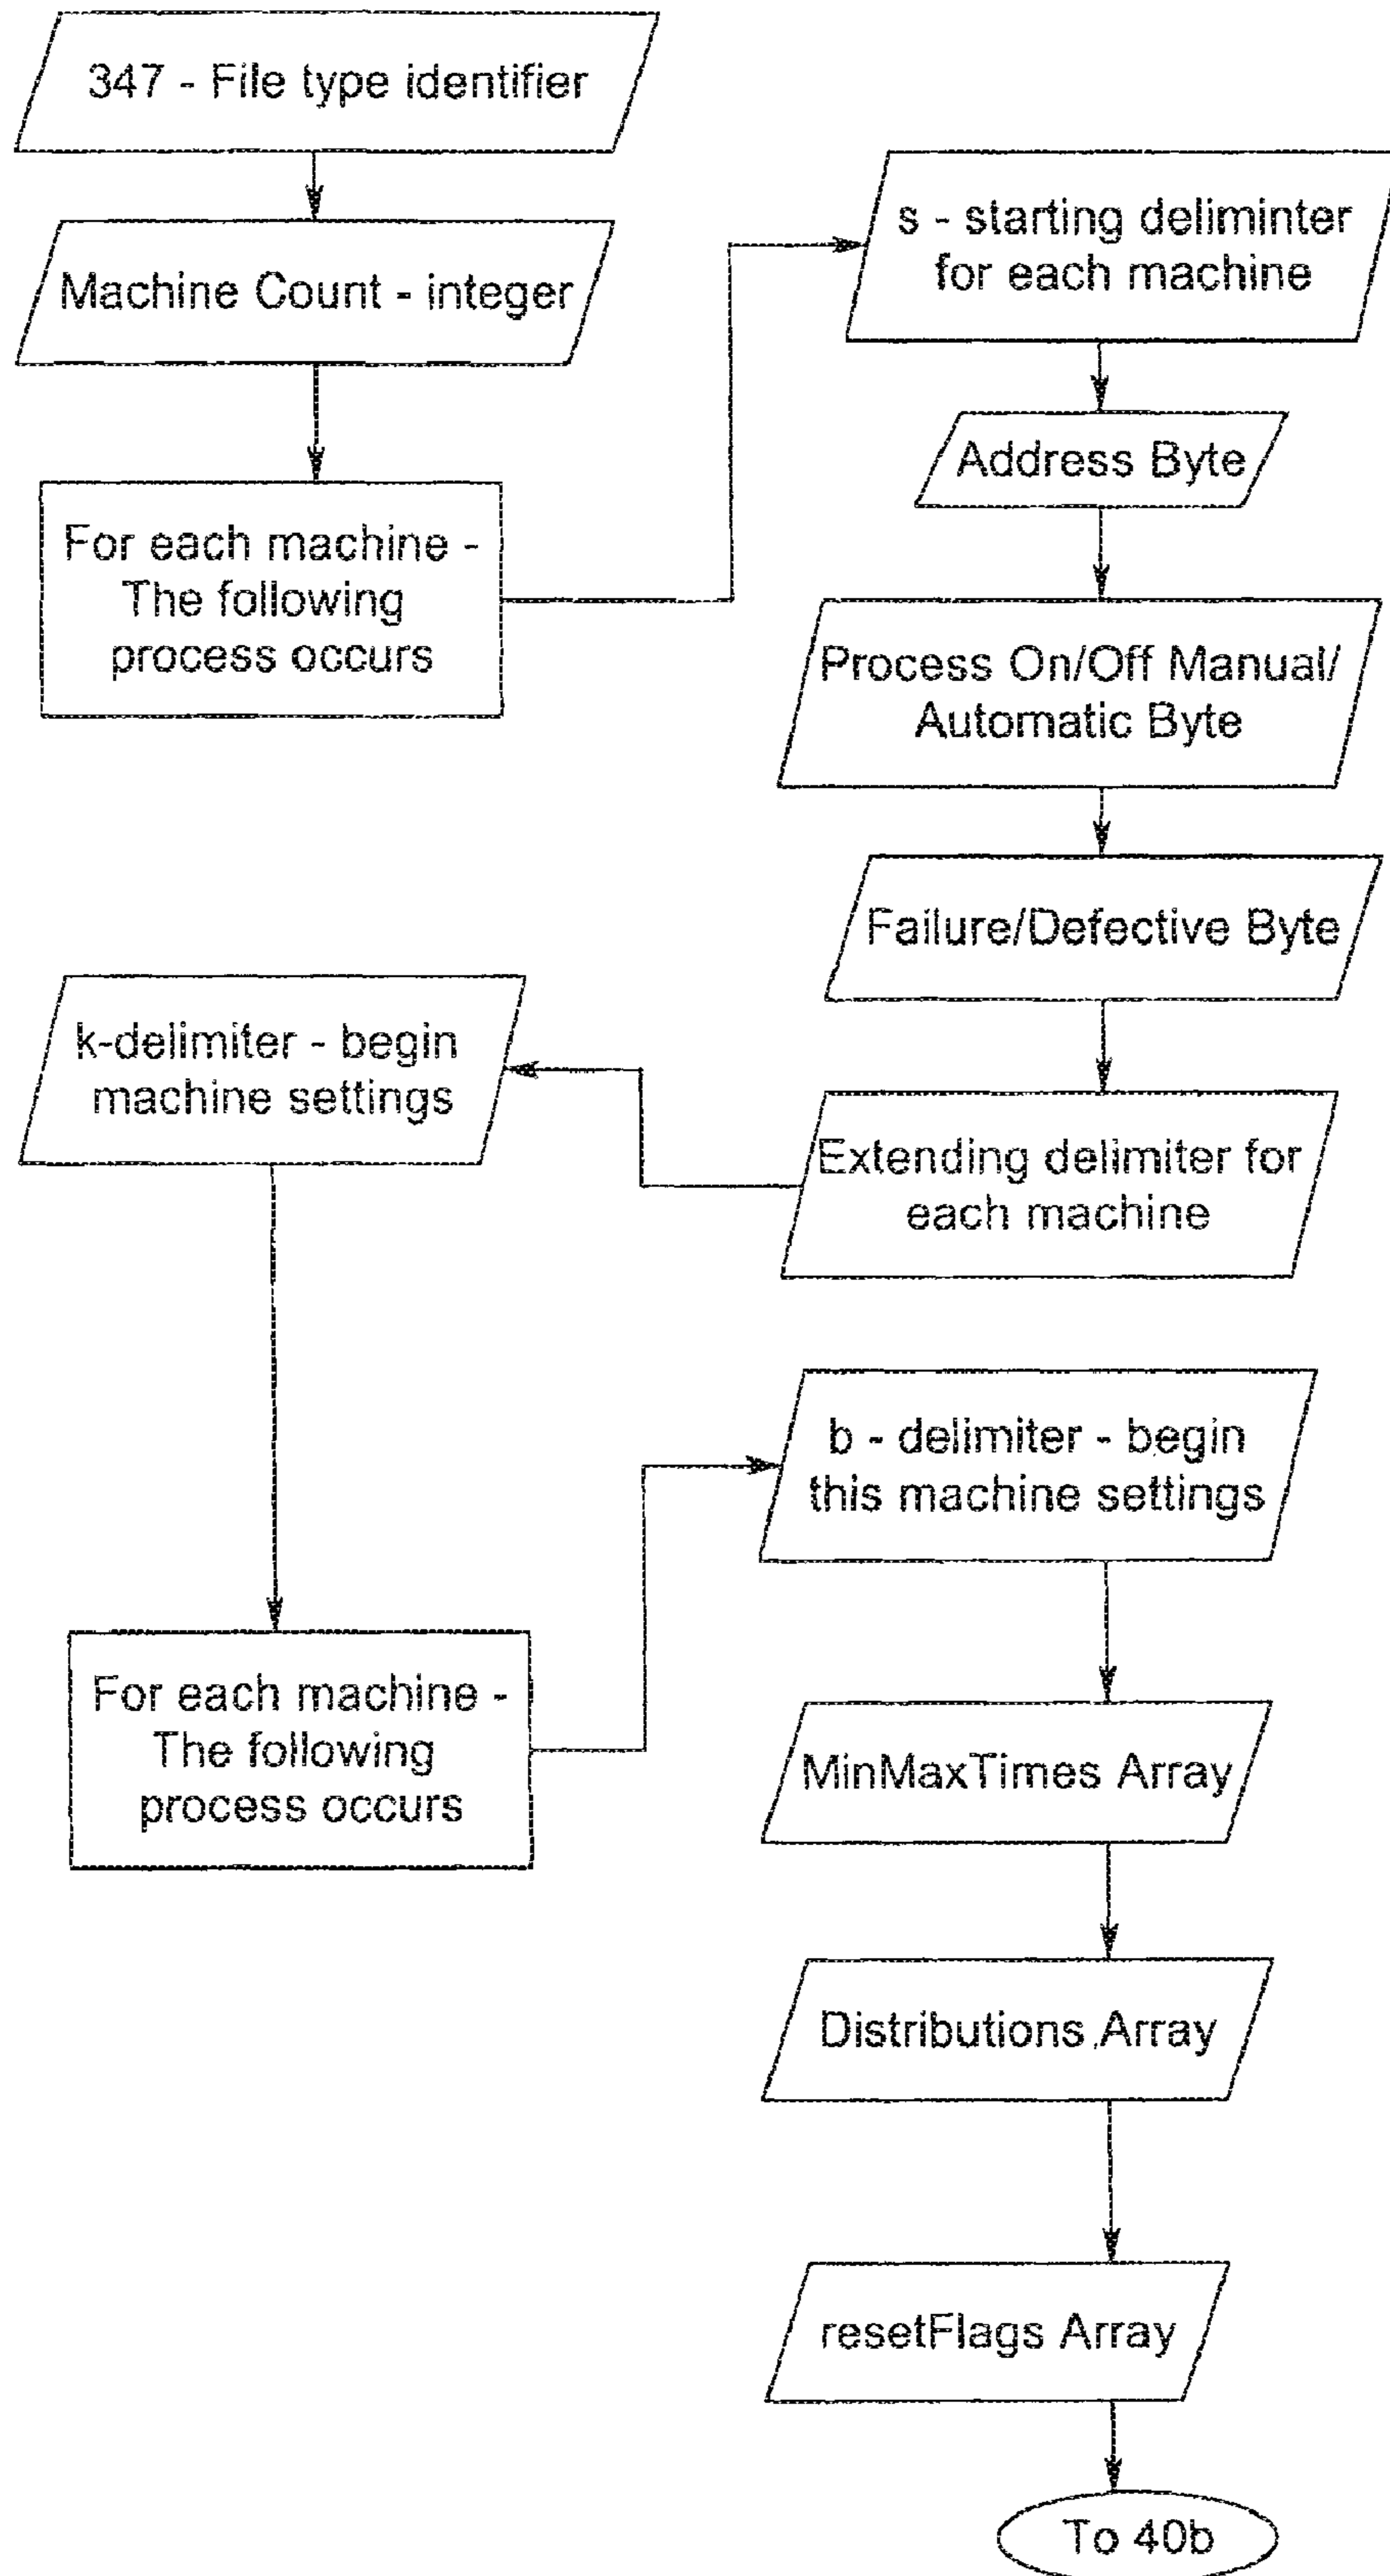 347 - File type identifier
Machine Count - integer
For each machine -
The following
process occurs
s - starting deliminter
for each machine
Address Byte
Process On/Off Manual/
Automatic Byte
Failure/Defective Byte
Extending delimiter for
each machine
k-delimiter - begin
machine settings
For each machine -
The following
process occurs
b - delimiter - begin
this machine settings
MinMaxTimes Array
Distributions Array
resetFlags Array
To 40b